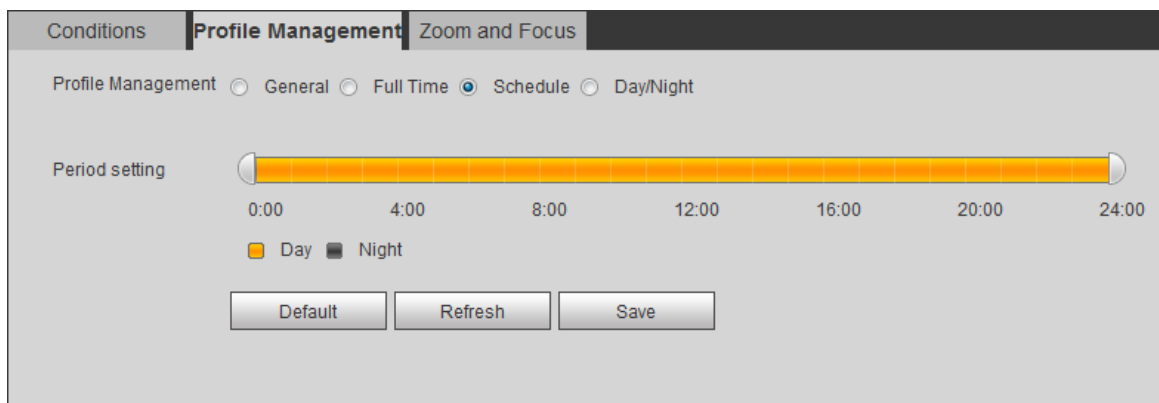 Conditions Profile Management Zoom and Focus
Profile Management General Full Time Schedule Day/Night
Period setting
0:00 4:00 8:00 12:00 16:00 20:00 24:00
Day Night
Default Refresh Save